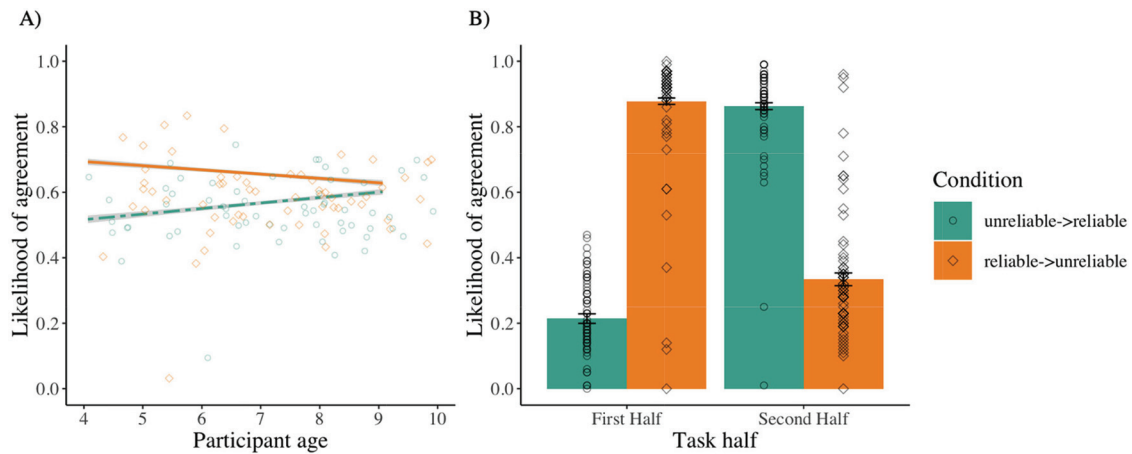 A)
Likelihood of agreement
1.0
0.8
0.6
0.4
0.2
0.0
4 5 6 7 8 9 10
Participant age
B)
Likelihood of agreement
1.0
0.8
0.6
0.4
0.2
0.0
First Half Second Half
Task half
Condition
unreliable->reliable
reliable->unreliable